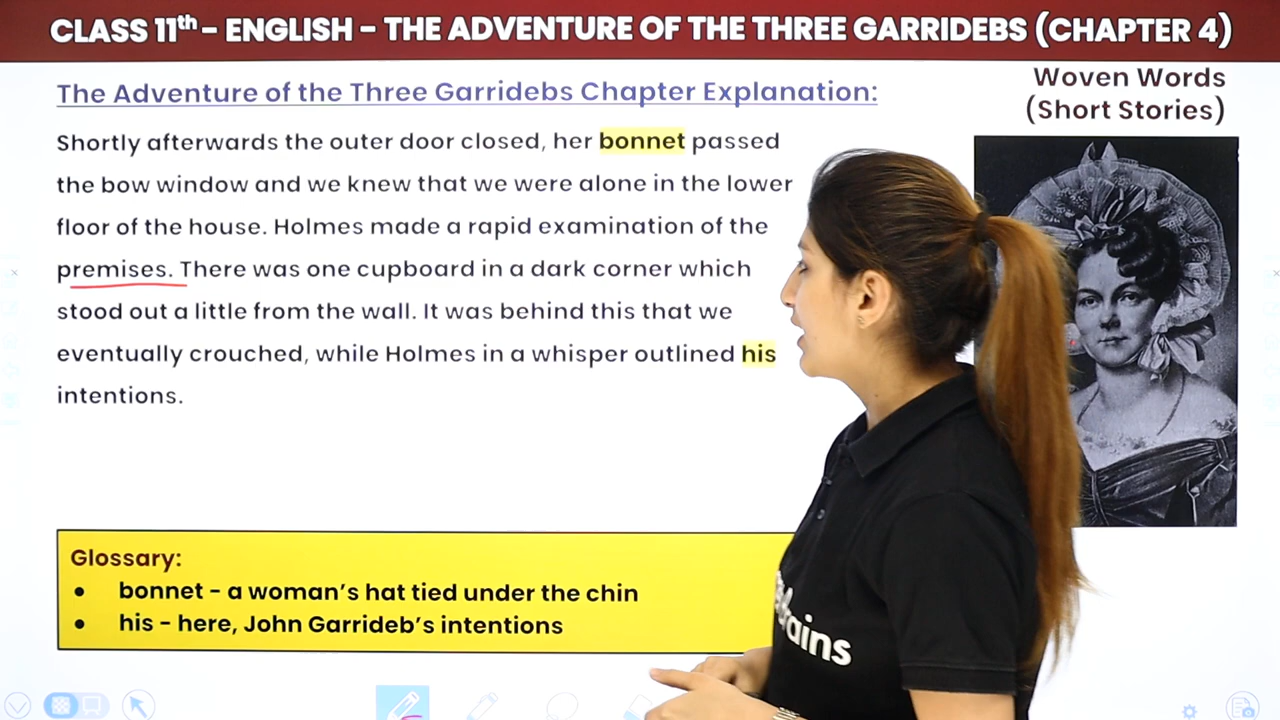 CLASS 11th - ENGLISH - THE ADVENTURE OF THE THREE GARRIDEBS (CHAPTER 4)
The Adventure of the Three Garridebs Chapter Explanation:
Woven Words
(Short Stories)
Shortly afterwards the outer door closed, her bonnet passed
the bow window and we knew that we were alone in the lower
floor of the house. Holmes made a rapid examination of the
premises. There was one cupboard in a dark corner which
stood out a little from the wall. It was behind this that we
eventually crouched, while Holmes in a whisper outlined his
intentions.
Glossary:
• bonnet - a woman's hat tied under the chin
• his - here, John Garrideb's intentions